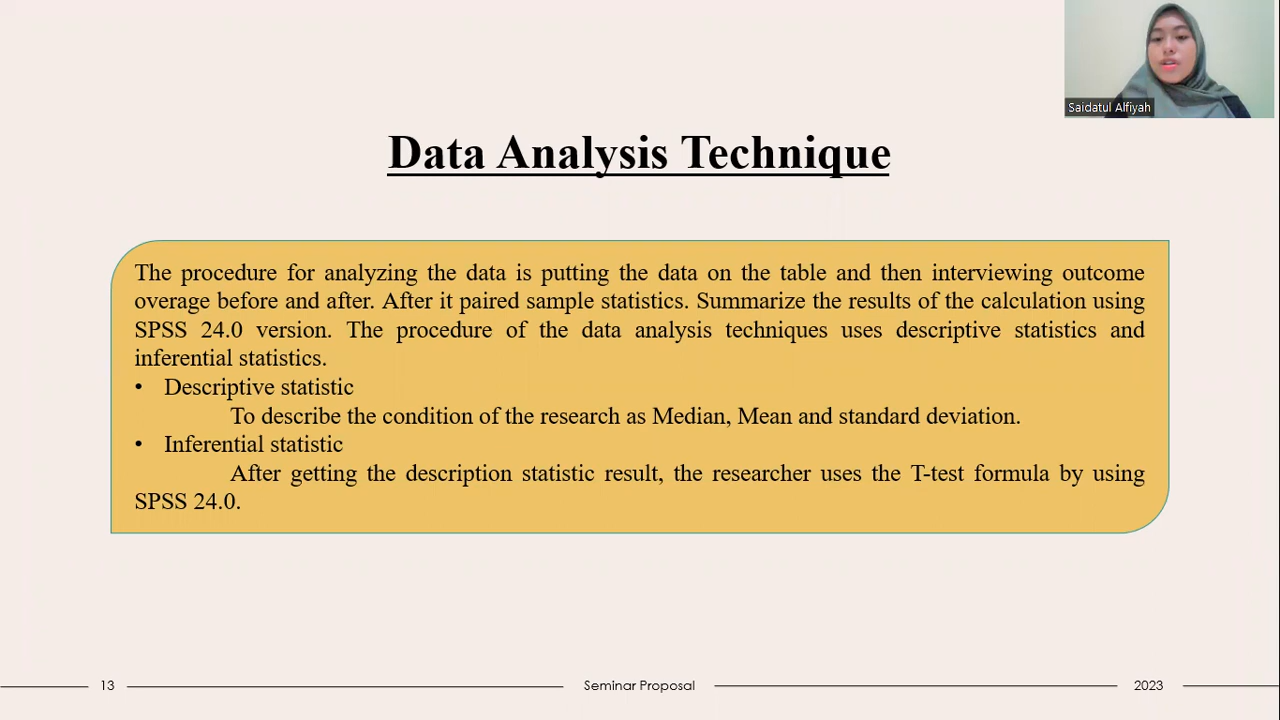 Saidatul Alfiyah
Data Analysis Technique
The procedure for analyzing the data is putting the data on the table and then interviewing outcome
overage before and after. After it paired sample statistics. Summarize the results of the calculation using
SPSS 24.0 version. The procedure of the data analysis techniques uses descriptive statistics and
inferential statistics.
• Descriptive statistic
To describe the condition of the research as Median, Mean and standard deviation.
• Inferential statistic
After getting the description statistic result, the researcher uses the T-test formula by using
SPSS 24.0.
13 Seminar Proposal 2023